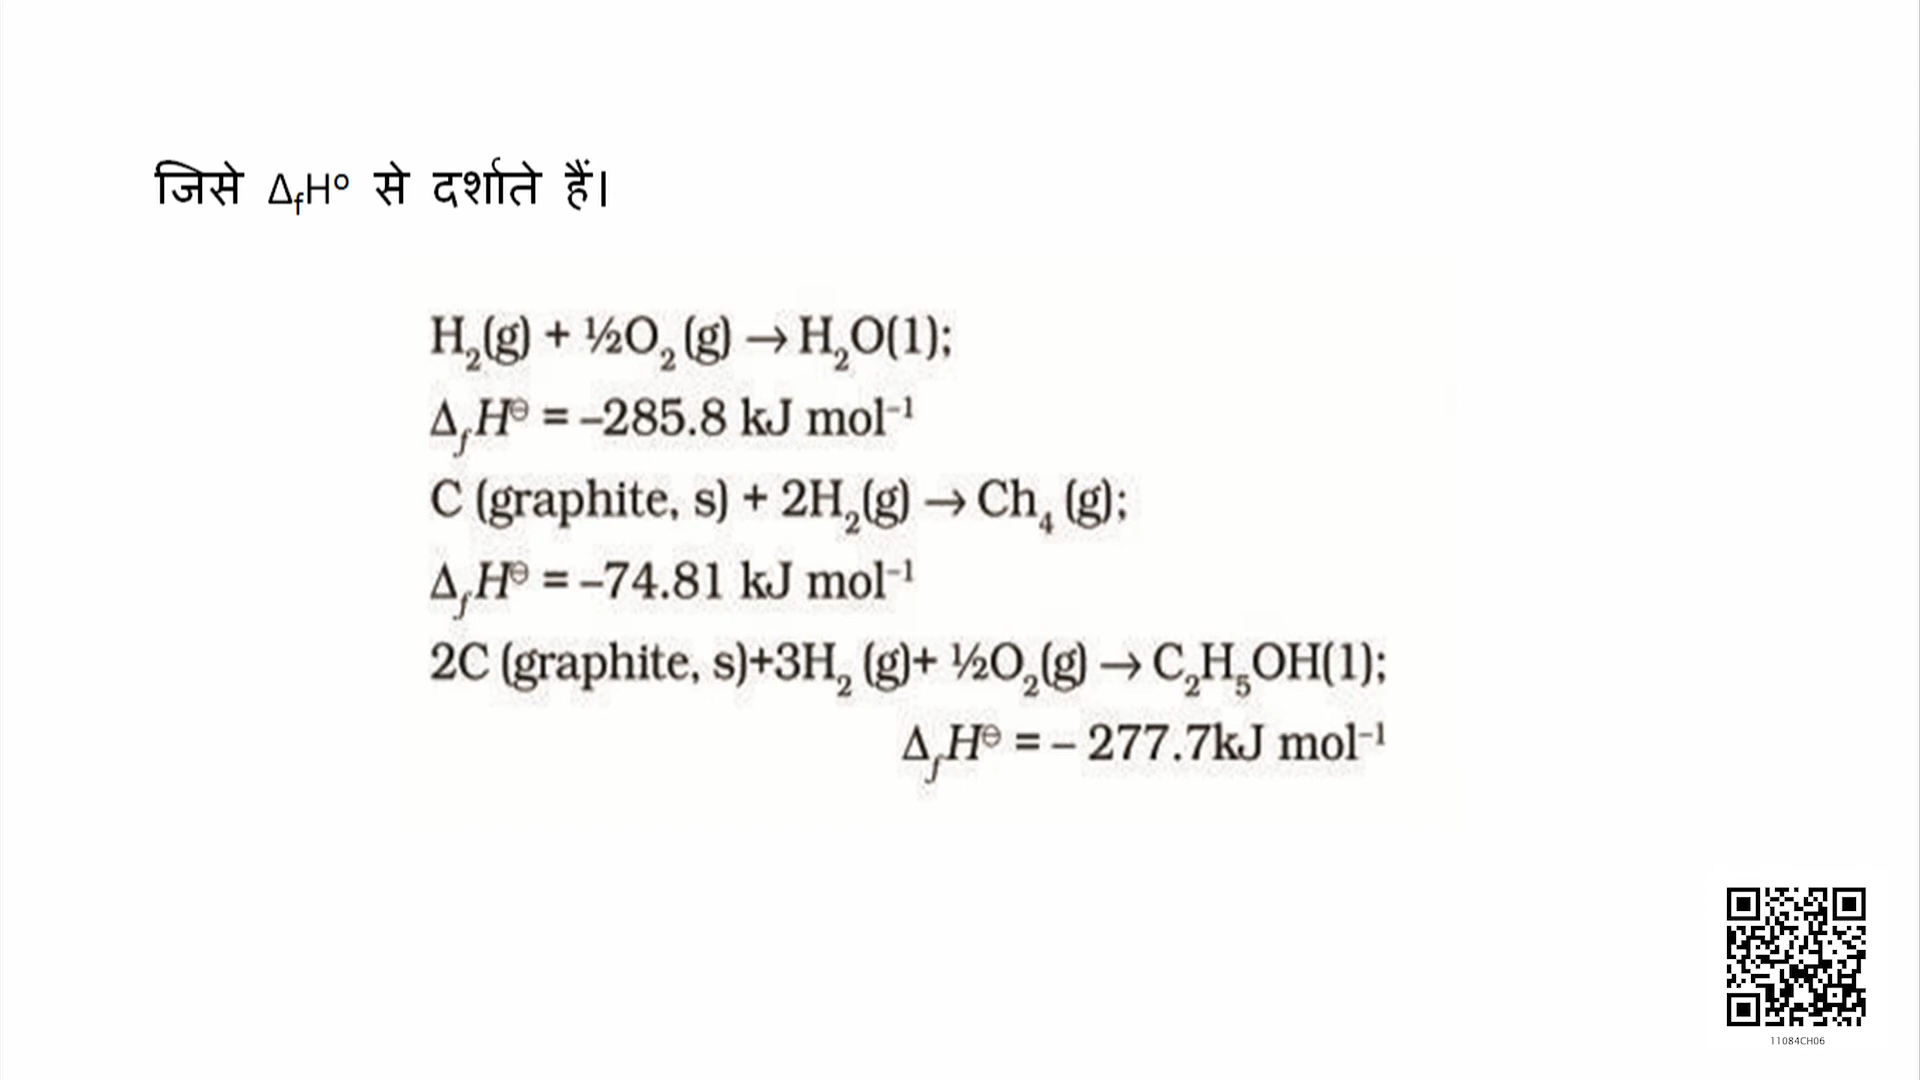 जिसे ΔfHº से दर्शाते हैं।
H₂(g) + ½O₂ (g) → H₂O(1);
ΔfH⊖ = –285.8 kJ mol⁻¹
C (graphite, s) + 2H₂(g) → Ch₄ (g);
ΔfH⊖ = –74.81 kJ mol⁻¹
2C (graphite, s)+3H₂ (g)+ ½O₂(g) → C₂H₅OH(1);
ΔfH⊖ = – 277.7kJ mol⁻¹
11084CH06